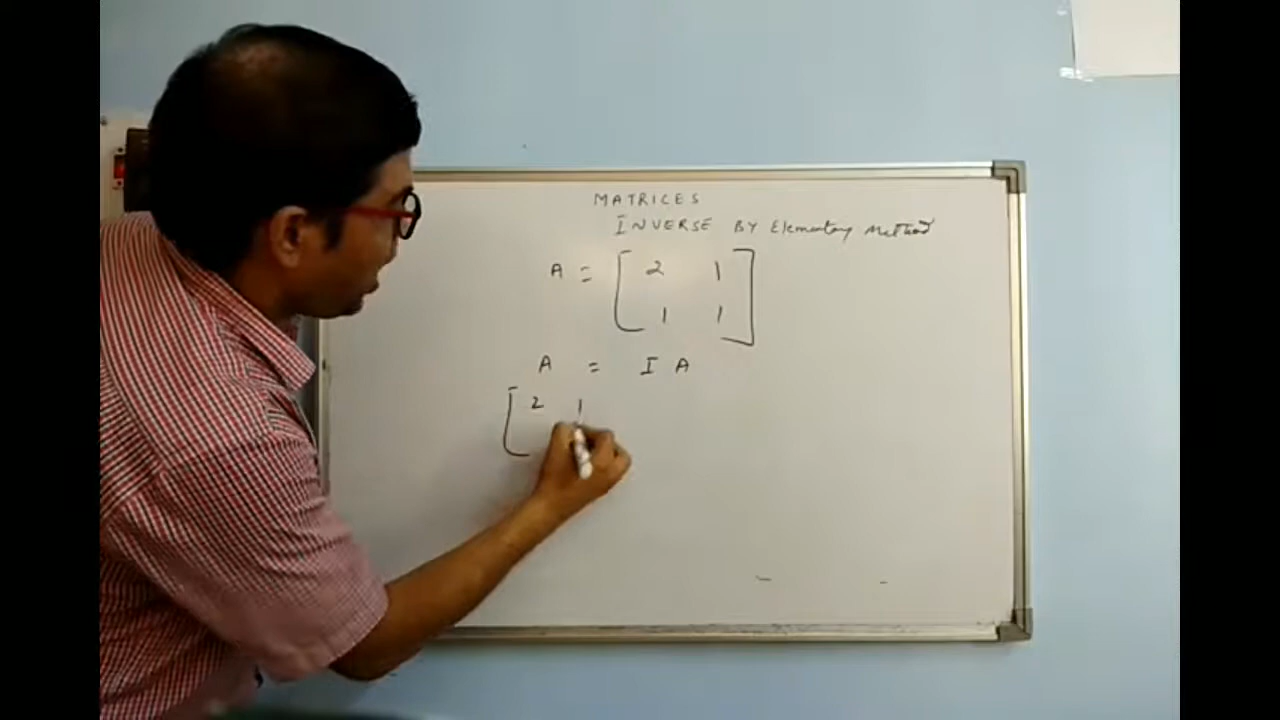 MATRICES
INVERSE BY Elementary Method
A = [ 2 1
1 1 ]
A = I A
[ 2 1